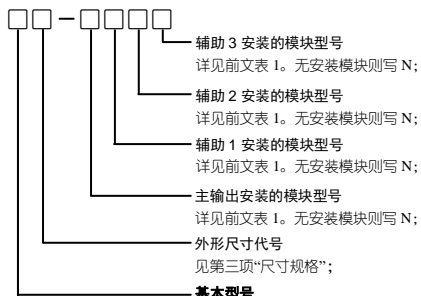 □□－□□□□
辅助 3 安装的模块型号
详见前文表 1。无安装模块则写 N；
辅助 2 安装的模块型号
详见前文表 1。无安装模块则写 N；
辅助 1 安装的模块型号
详见前文表 1。无安装模块则写 N；
主输出安装的模块型号
详见前文表 1。无安装模块则写 N；
外形尺寸代号
见第三项“尺寸规格”；
基本型号